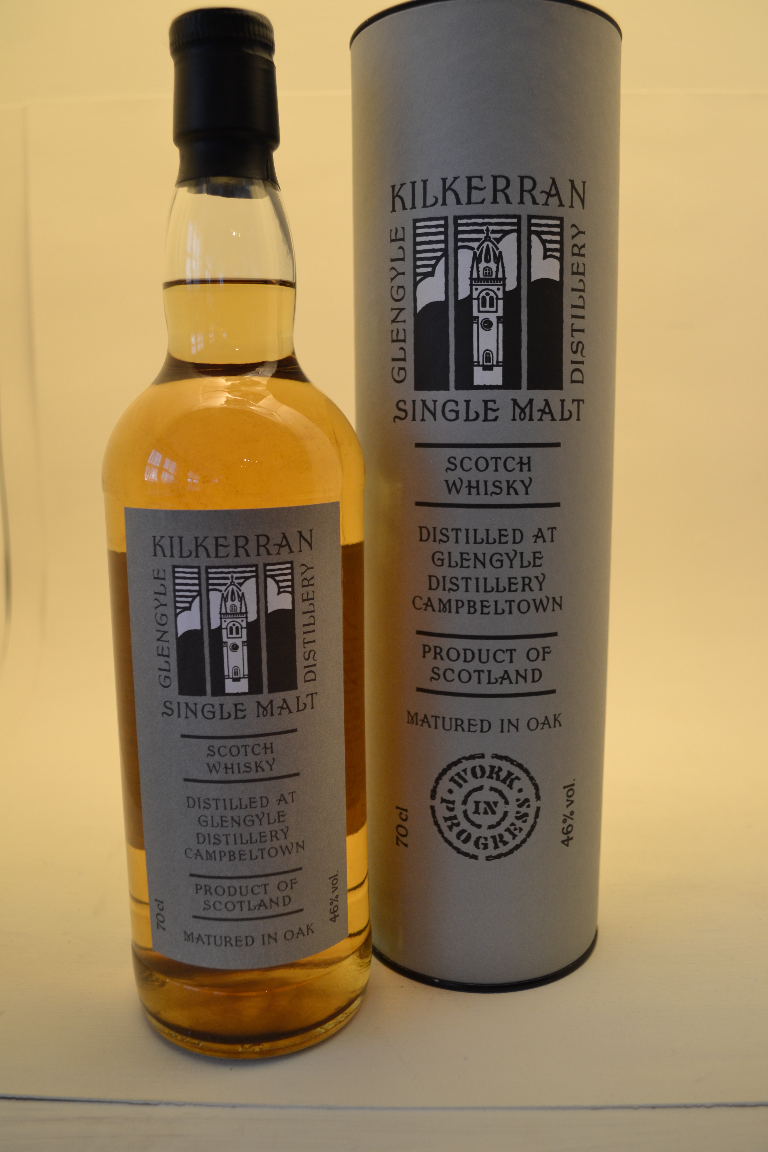 KILKERRAN
GLENGYLE
DISTILLERY
SINGLE MALT
SCOTCH
WHISKY
DISTILLED AT
GLENGYLE
DISTILLERY
CAMPBELTOWN
PRODUCT OF
SCOTLAND
70cl
46% vol.
MATURED IN OAK
KILKERRAN
GLENGYLE
DISTILLERY
SINGLE MALT
SCOTCH
WHISKY
DISTILLED AT
GLENGYLE
DISTILLERY
CAMPBELTOWN
PRODUCT OF
SCOTLAND
MATURED IN OAK
70cl
WORK
IN
PROGRESS
46% vol.